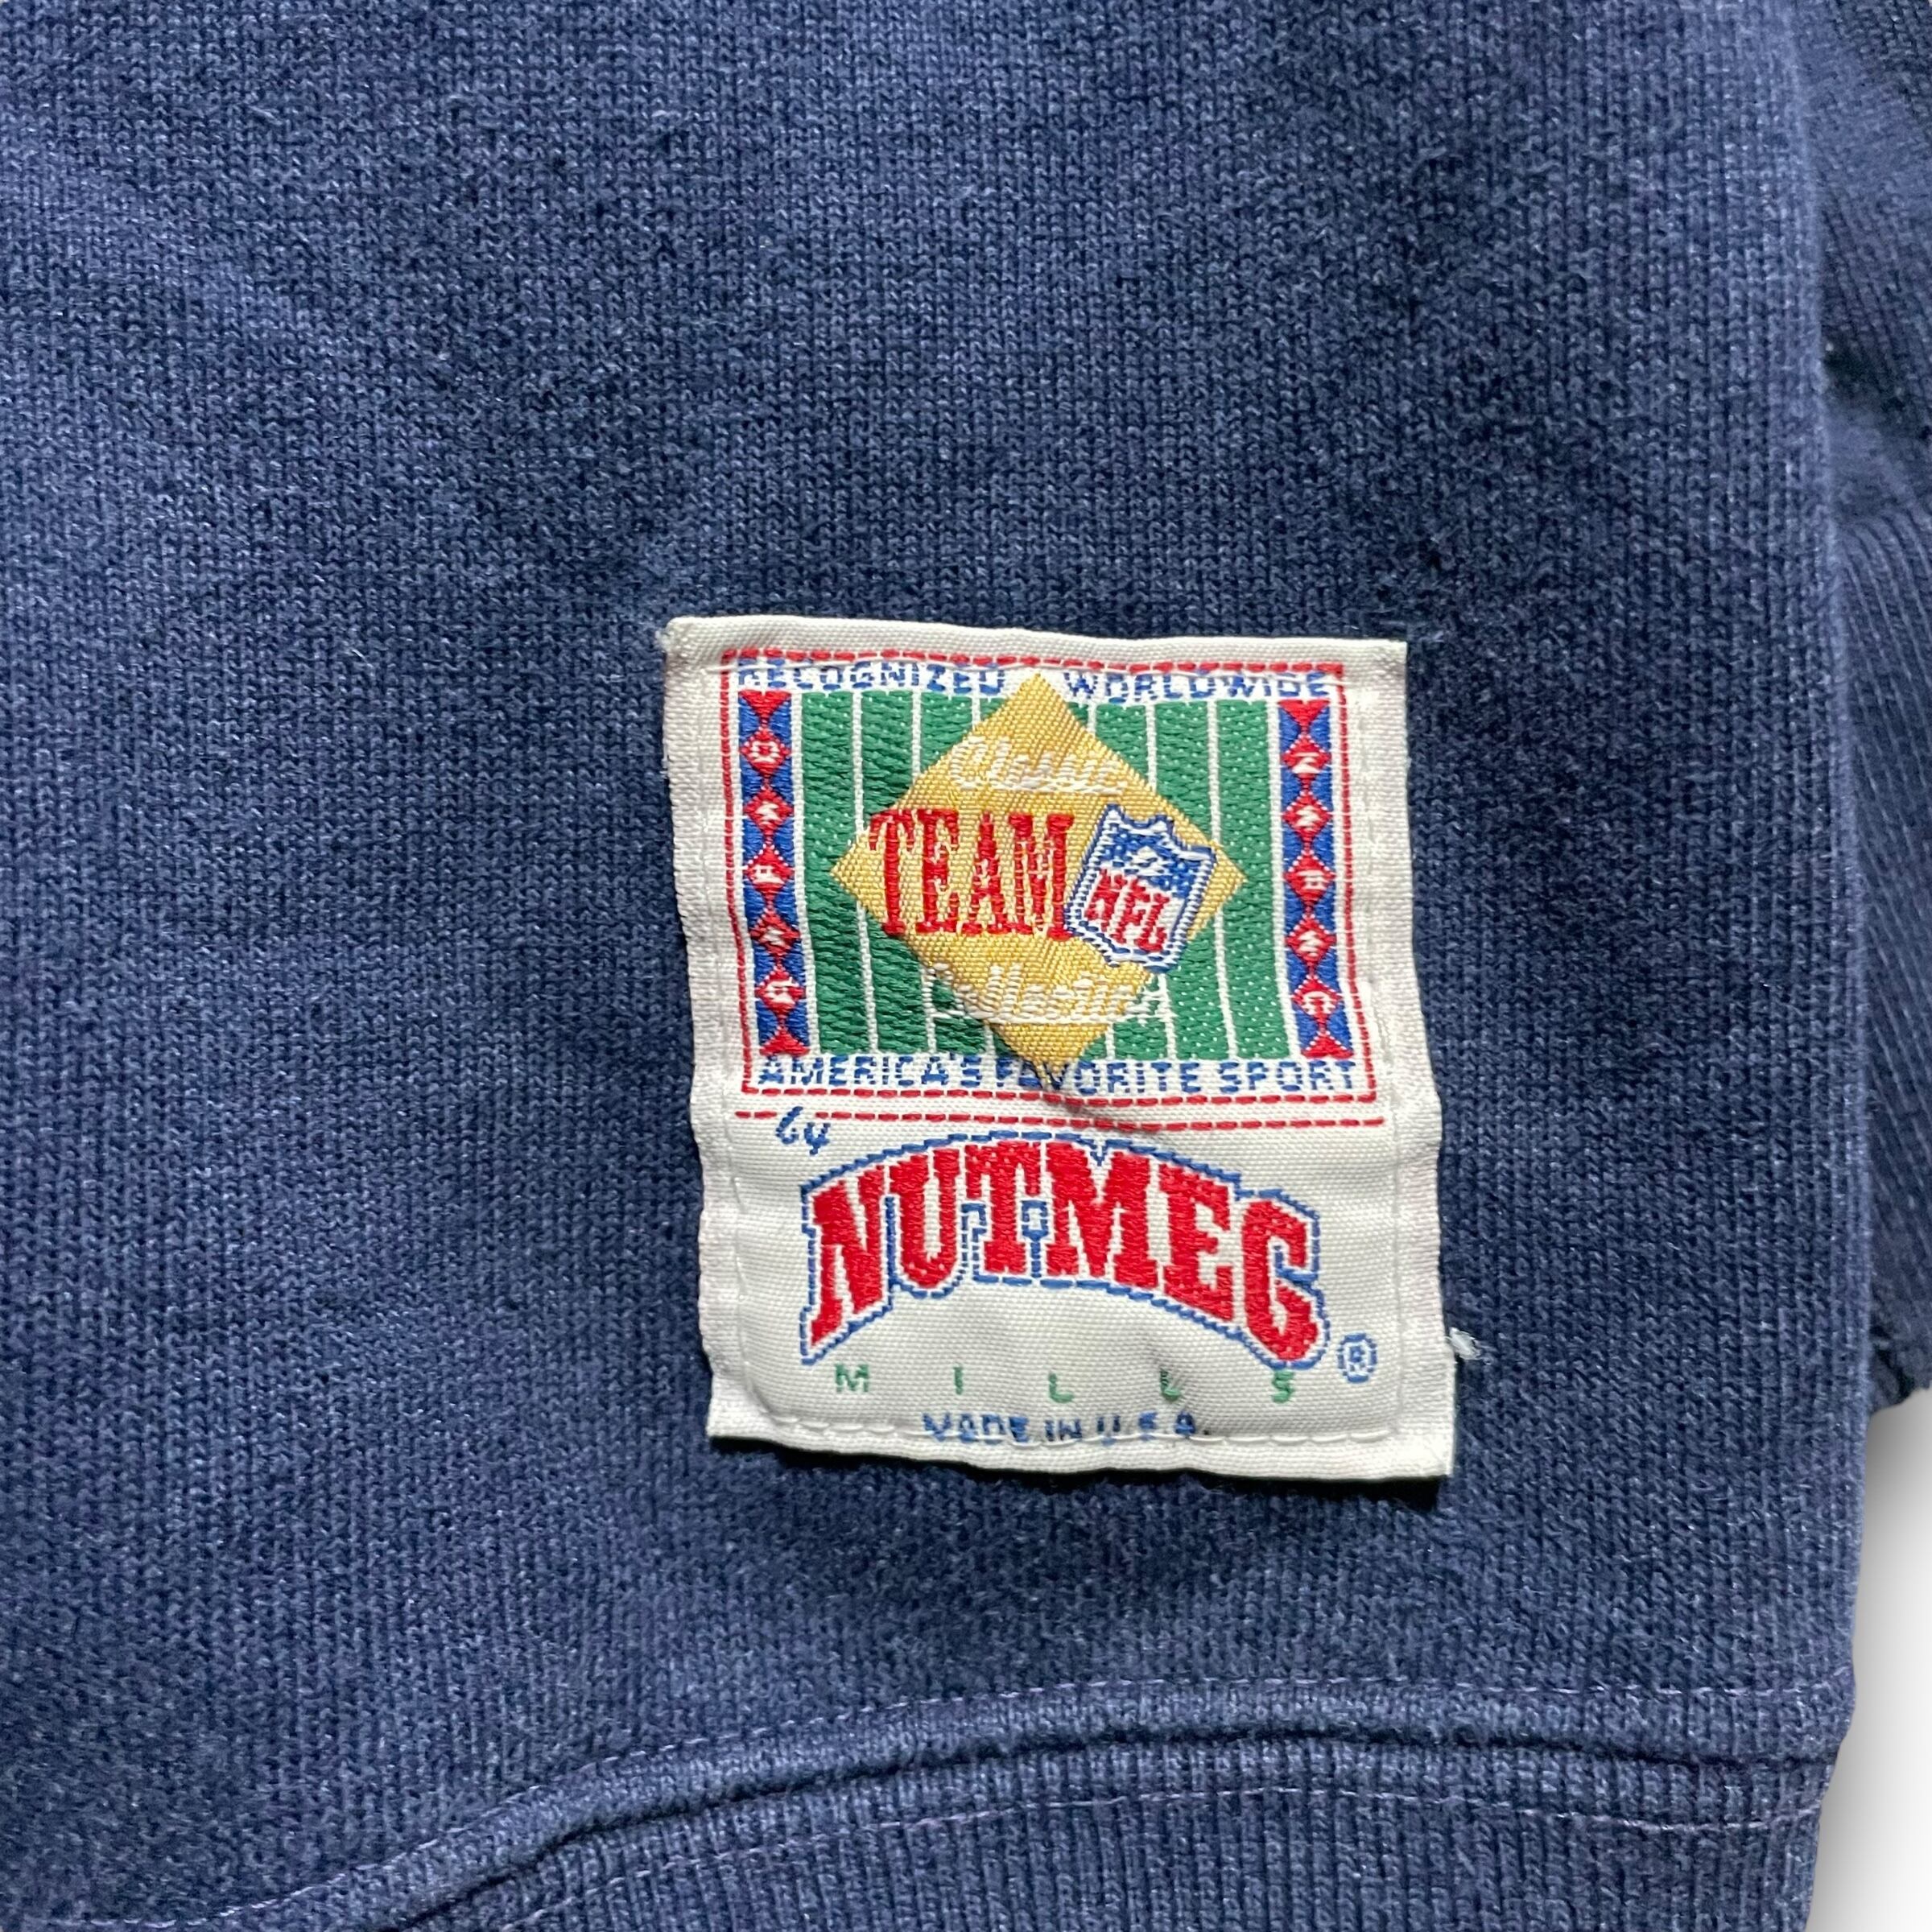 RECOGNIZED WORLDWIDE
Classic
TEAM NFL
Collection
AMERICA'S FAVORITE SPORT
by
NUTMEG
®
MILLS
MADE IN U.S.A.